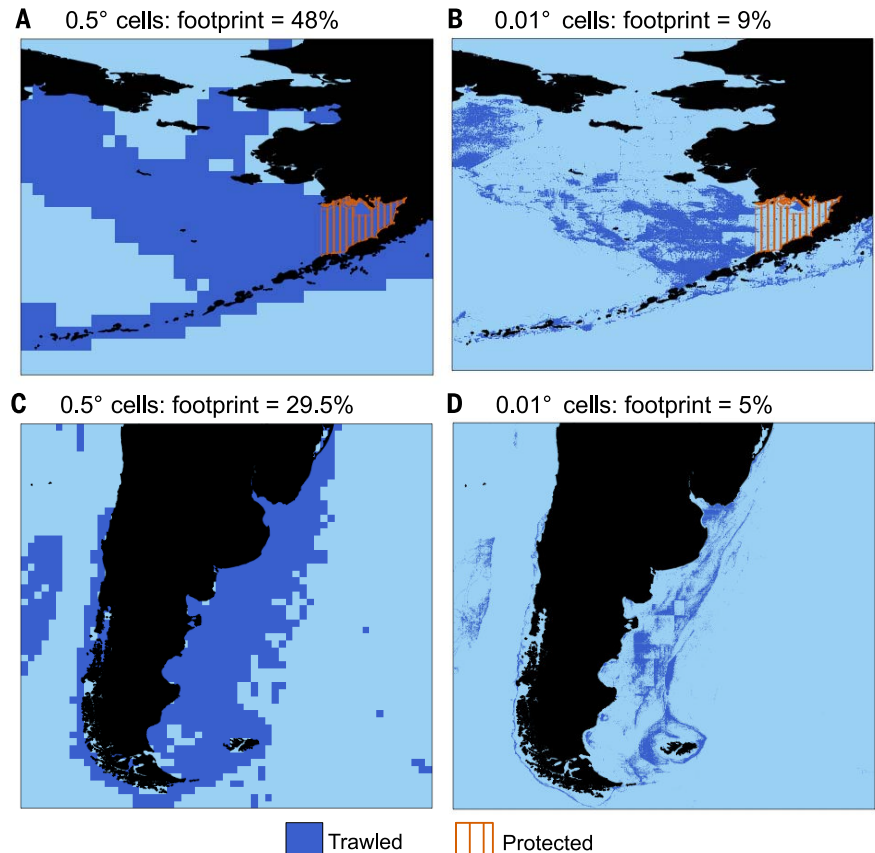 A 0.5° cells: footprint = 48%
B 0.01° cells: footprint = 9%
C 0.5° cells: footprint = 29.5%
D 0.01° cells: footprint = 5%
Trawled
Protected